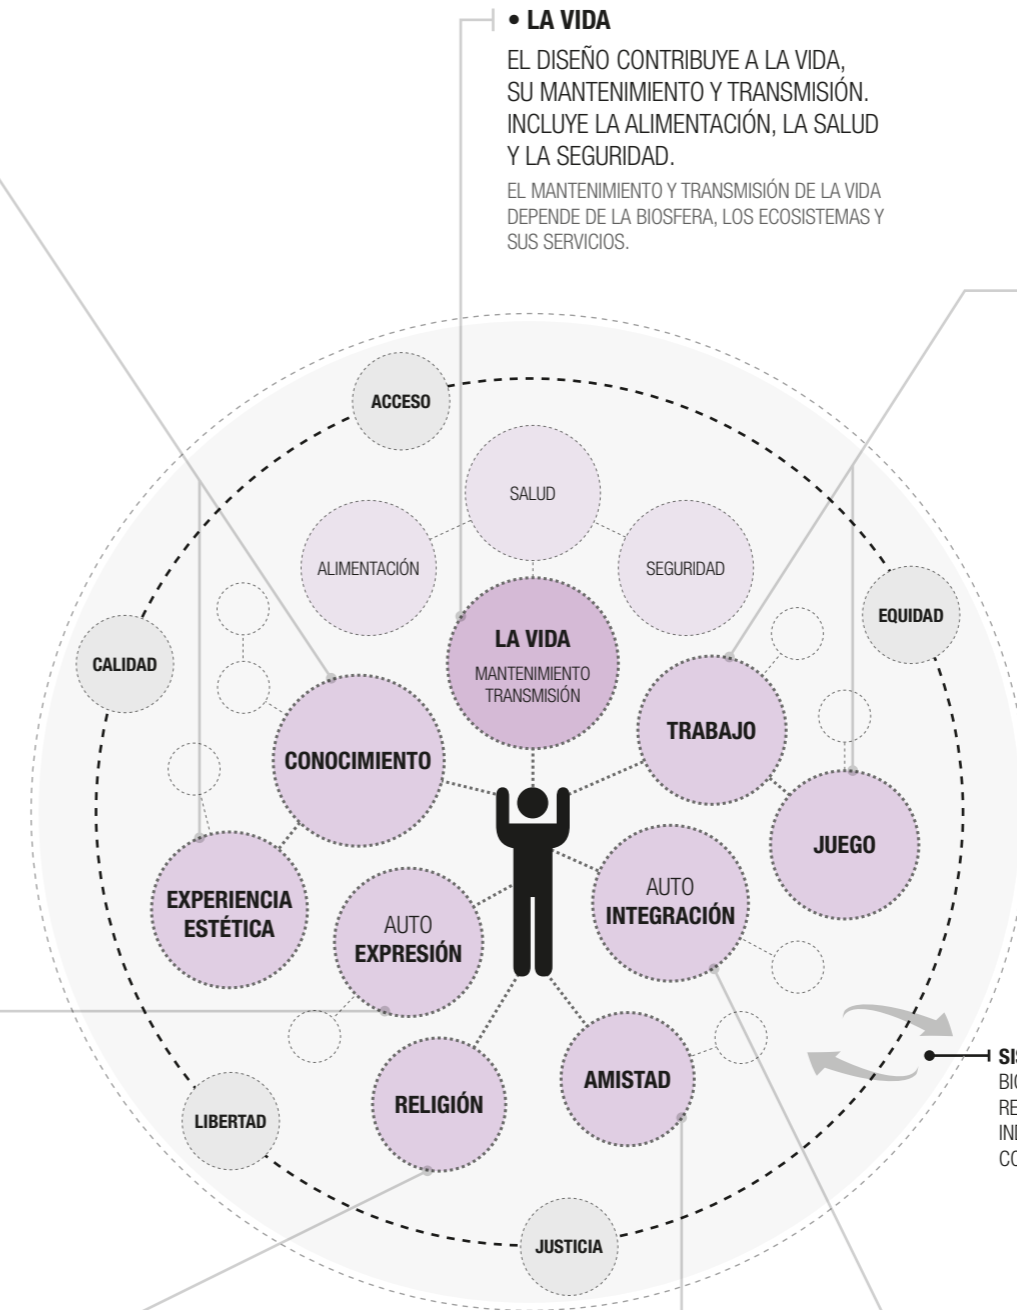 • LA VIDA
EL DISEÑO CONTRIBUYE A LA VIDA,
SU MANTENIMIENTO Y TRANSMISIÓN.
INCLUYE LA ALIMENTACIÓN, LA SALUD
Y LA SEGURIDAD.
EL MANTENIMIENTO Y TRANSMISIÓN DE LA VIDA
DEPENDE DE LA BIOSFERA, LOS ECOSISTEMAS Y
SUS SERVICIOS.
ACCESO
SALUD
ALIMENTACIÓN
SEGURIDAD
EQUIDAD
CALIDAD
LA VIDA
MANTENIMIENTO
TRANSMISIÓN
TRABAJO
CONOCIMIENTO
JUEGO
EXPERIENCIA
ESTÉTICA
AUTO
INTEGRACIÓN
AUTO
EXPRESIÓN
AMISTAD
RELIGIÓN
LIBERTAD
JUSTICIA